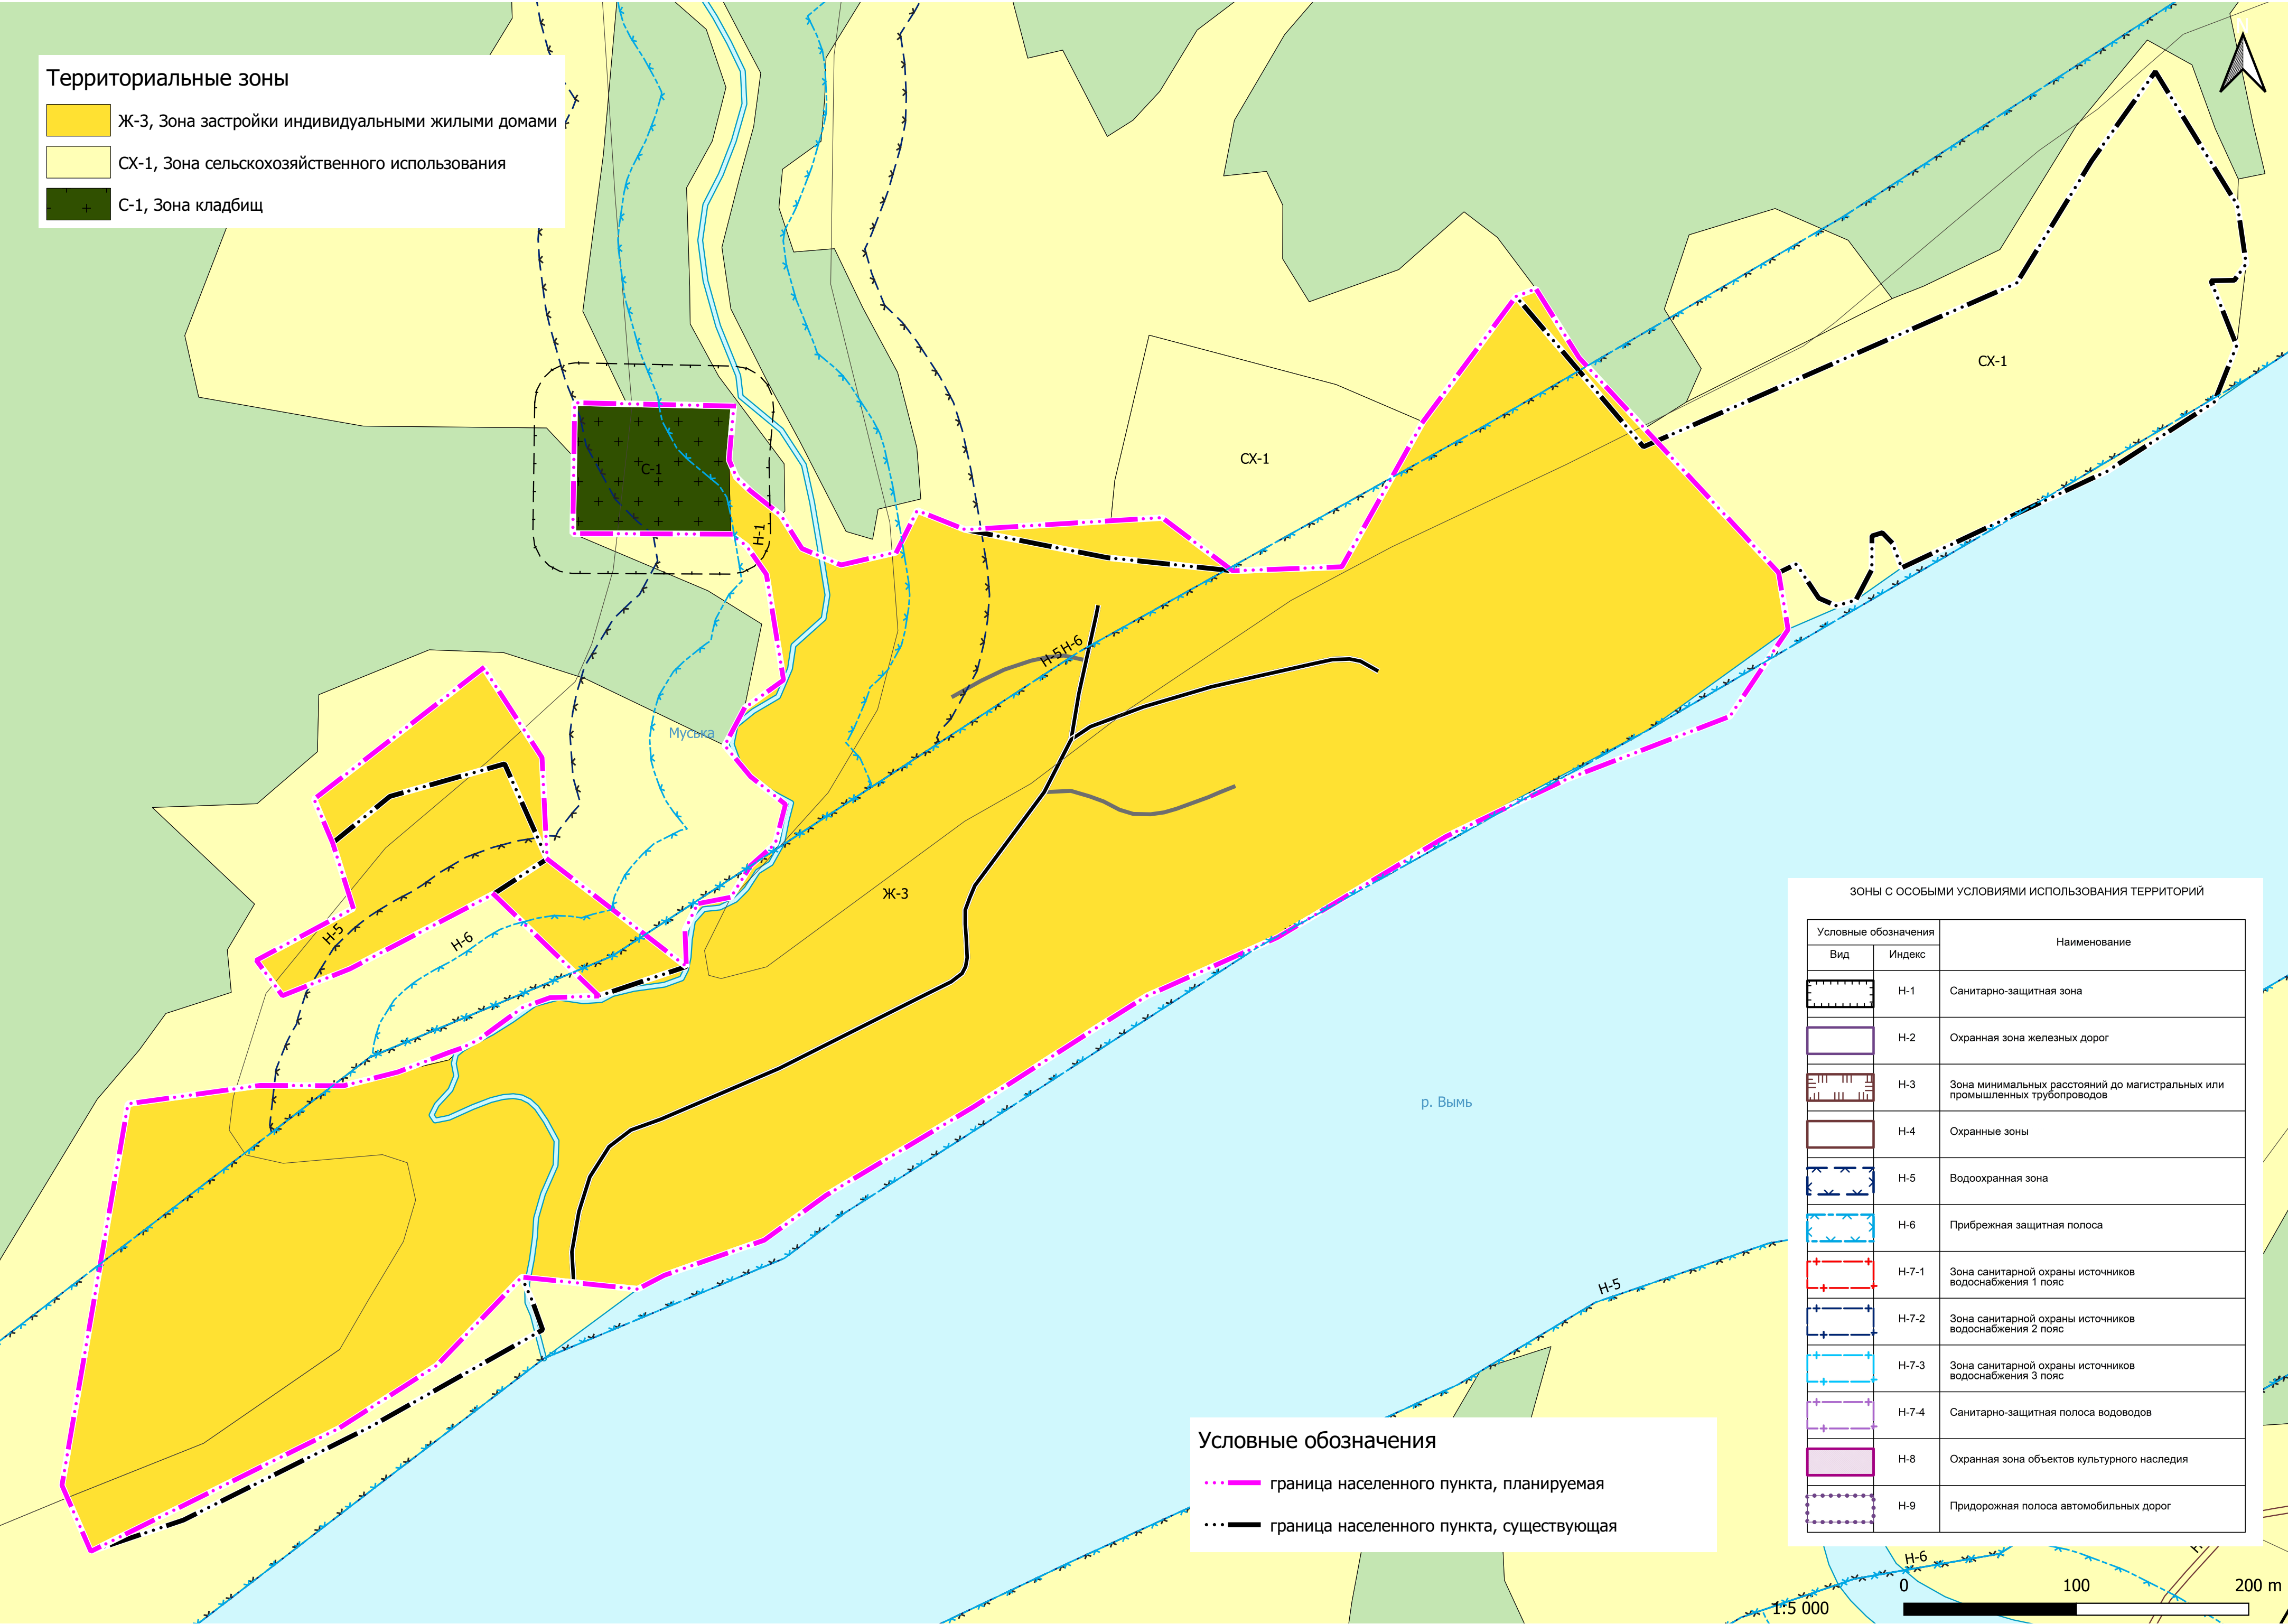 Территориальные зоны
Ж-3, Зона застройки индивидуальными жилыми домами
СХ-1, Зона сельскохозяйственного использования
С-1, Зона кладбищ
СХ-1
СХ-1
С-1
Н-1
Н-5
Н-6
Муська
Ж-3
Н-5
Н-6
р. Вымь
Н-5
ЗОНЫ С ОСОБЫМИ УСЛОВИЯМИ ИСПОЛЬЗОВАНИЯ ТЕРРИТОРИЙ
Условные обозначения
Наименование
Вид
Индекс
Н-1
Санитарно-защитная зона
Н-2
Охранная зона железных дорог
Н-3
Зона минимальных расстояний до магистральных или
промышленных трубопроводов
Н-4
Охранные зоны
Н-5
Водоохранная зона
Н-6
Прибрежная защитная полоса
Н-7-1
Зона санитарной охраны источников
водоснабжения 1 пояс
Н-7-2
Зона санитарной охраны источников
водоснабжения 2 пояс
Н-7-3
Зона санитарной охраны источников
водоснабжения 3 пояс
Н-7-4
Санитарно-защитная полоса водоводов
Н-8
Охранная зона объектов культурного наследия
Н-9
Придорожная полоса автомобильных дорог
Условные обозначения
граница населенного пункта, планируемая
граница населенного пункта, существующая
Н-6
0
100
200 m
1:5 000